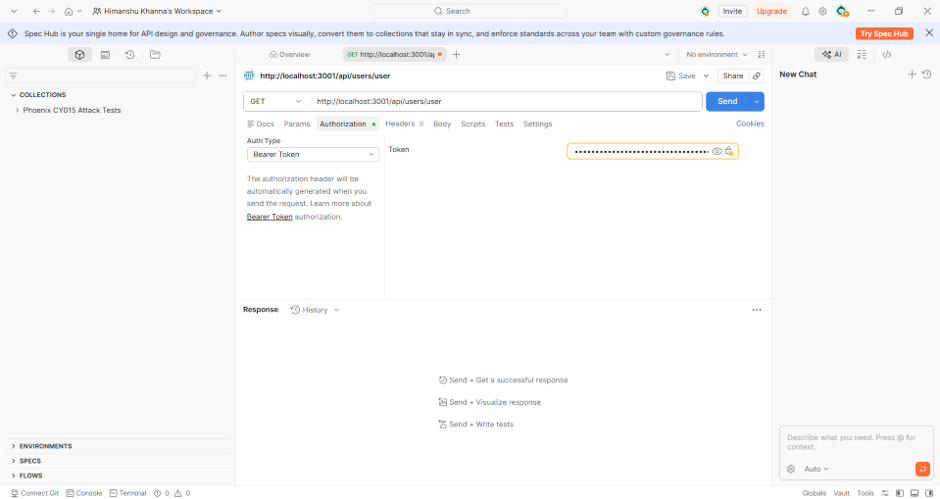 Himanshu Khanna's Workspace
Search
Invite
Upgrade
Spec Hub is your single home for API design and governance. Author specs visually, convert them to collections that stay in sync, and enforce standards across your team with custom governance rules.
Try Spec Hub
Overview
GET http://localhost:3001/a
No environment
AI
http://localhost:3001/api/users/user
Save
Share
New Chat
COLLECTIONS
Phoenix CY015 Attack Tests
GET
http://localhost:3001/api/users/user
Send
Docs
Params
Authorization
Headers 8
Body
Scripts
Tests
Settings
Cookies
Auth Type
Bearer Token
Token
The authorization header will be
automatically generated when you
send the request. Learn more about
Bearer Token authorization.
Response
History
Send + Get a successful response
Send + Visualize response
Send + Write tests
Describe what you need. Press @ for
context.
Auto
ENVIRONMENTS
SPECS
FLOWS
Connect Git
Console
Terminal
0
0
Globals
Vault
Tools